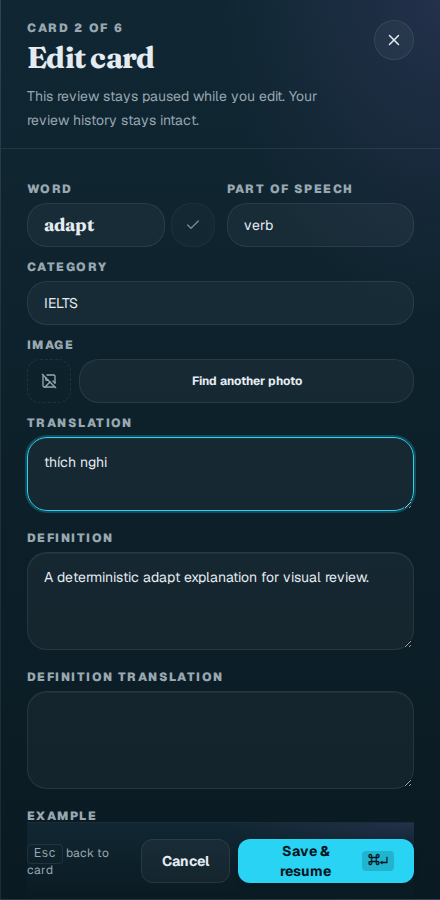 CARD 2 OF 6
Edit card
This review stays paused while you edit. Your
review history stays intact.
WORD
PART OF SPEECH
adapt
verb
CATEGORY
IELTS
IMAGE
Find another photo
TRANSLATION
thích nghi
DEFINITION
A deterministic adapt explanation for visual review.
DEFINITION TRANSLATION
EXAMPLE
Esc back to
card
Cancel
Save &
resume
⌘↵